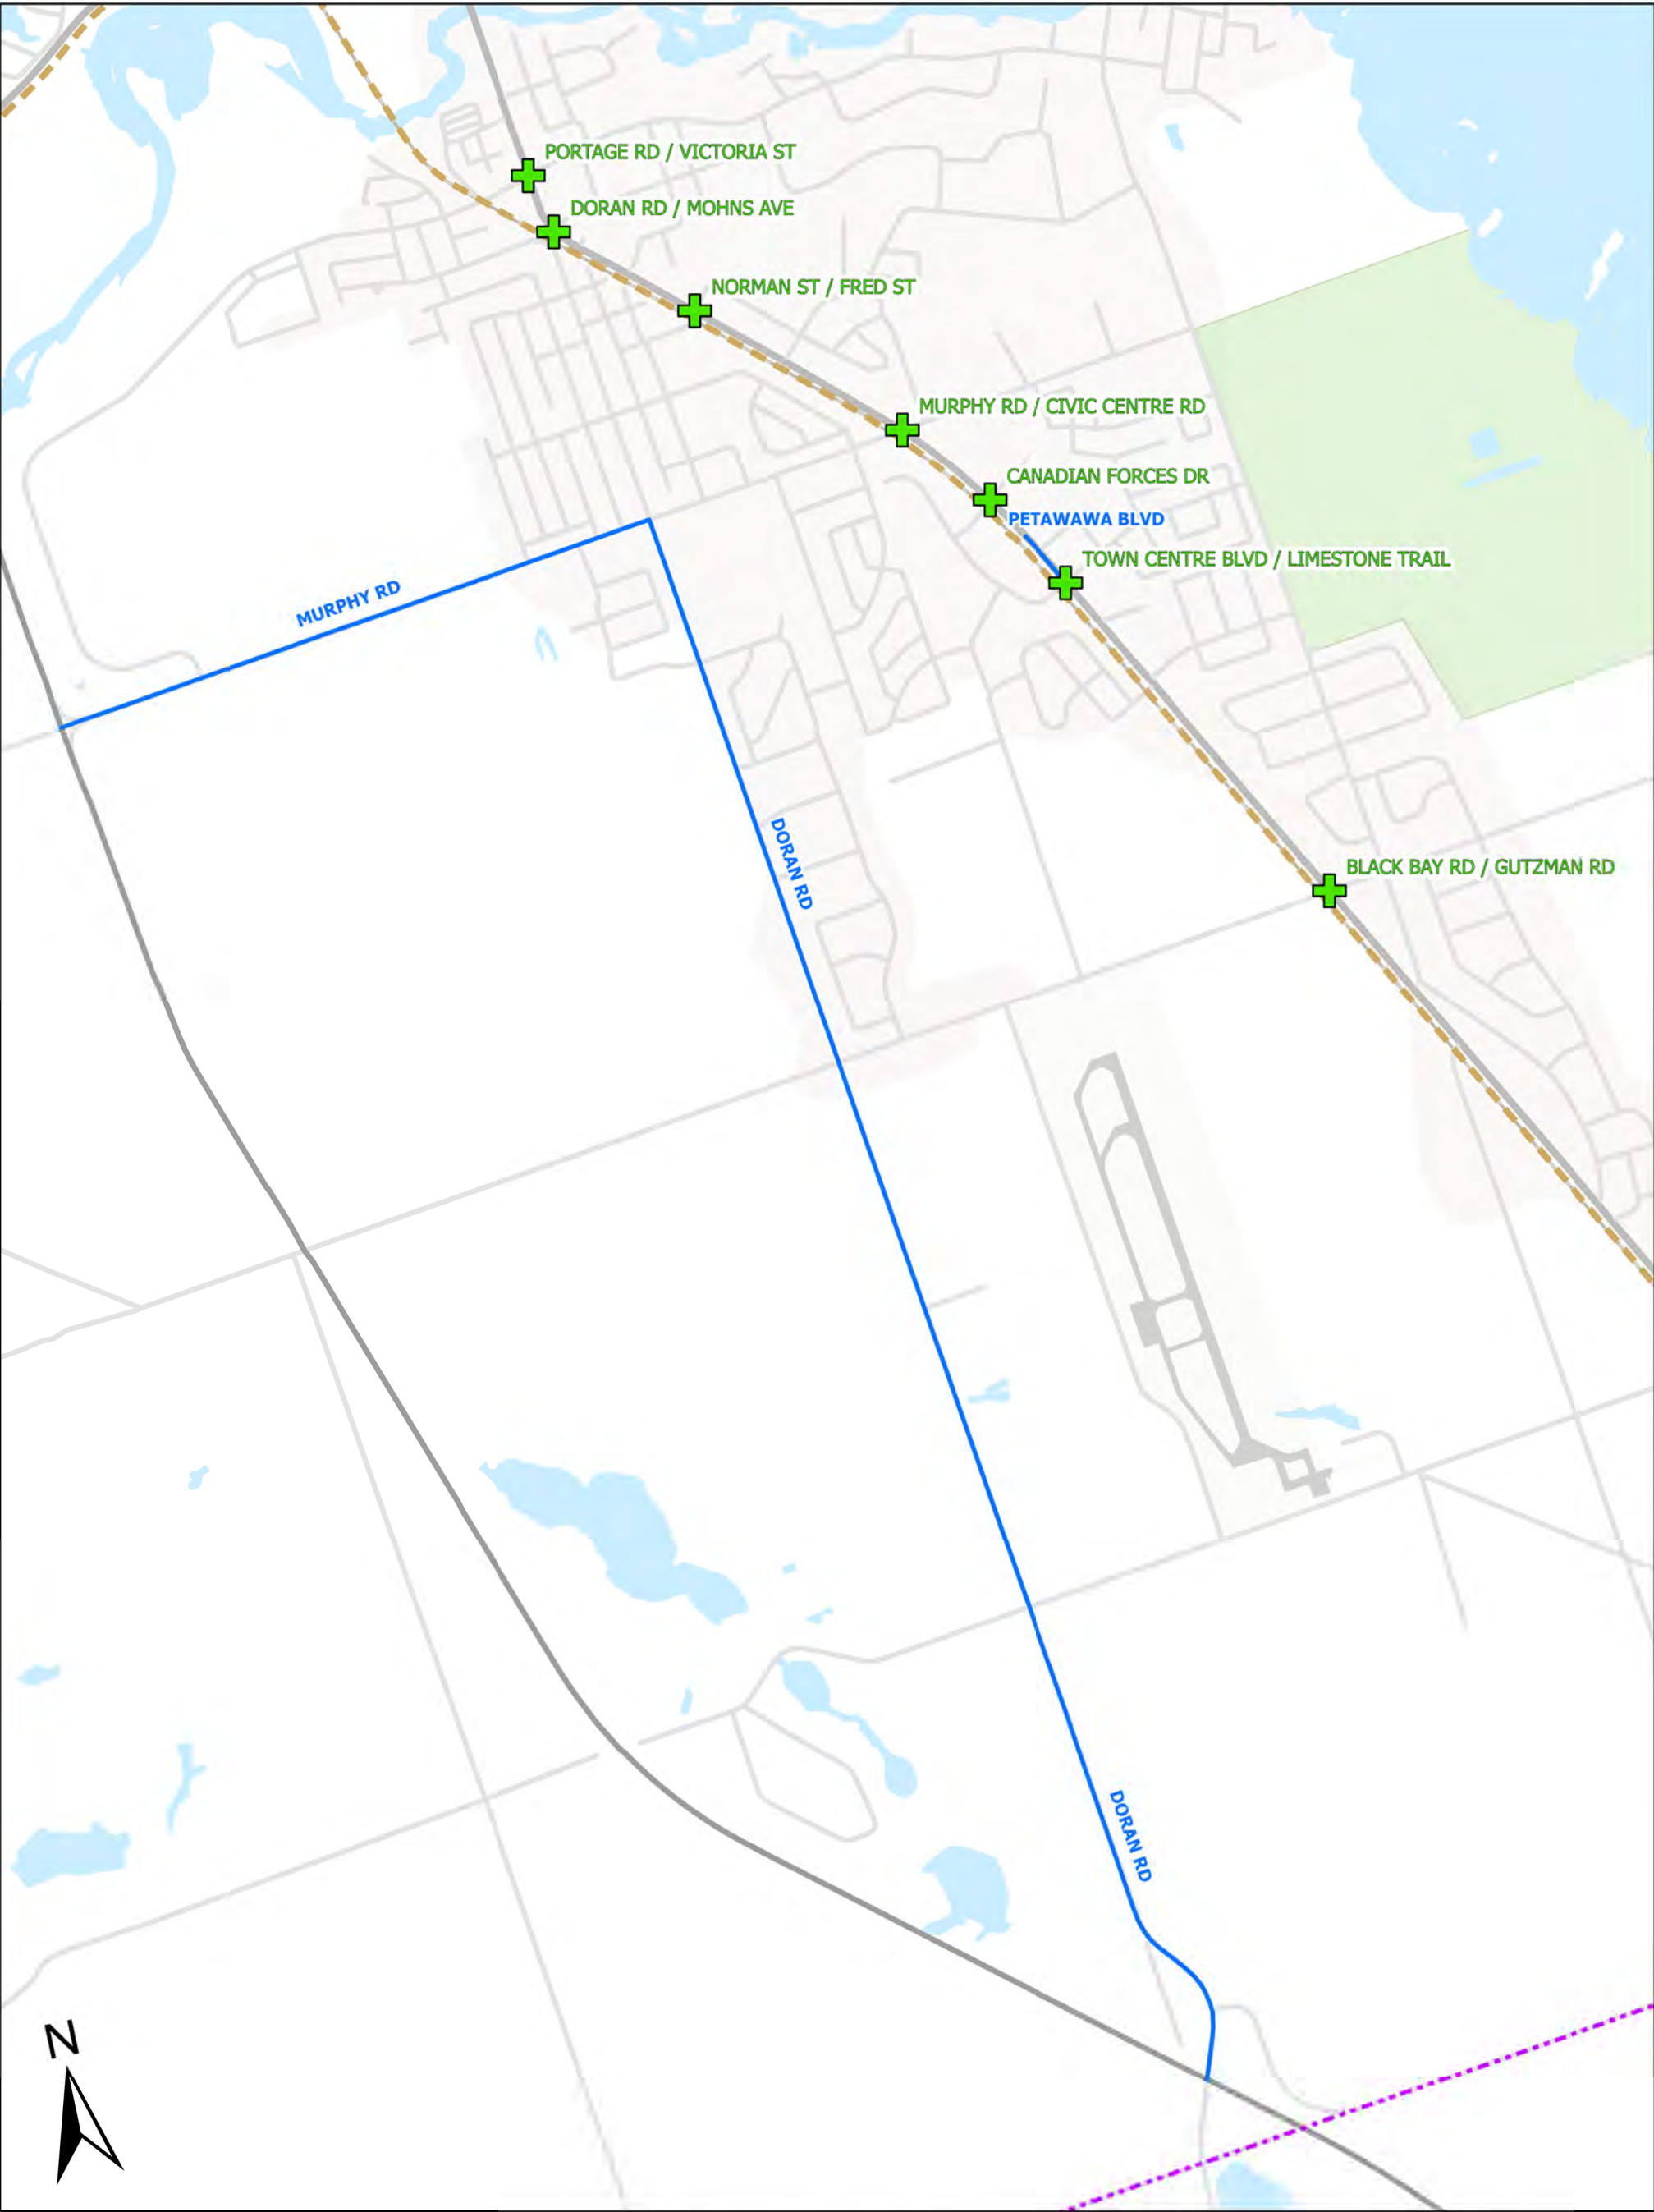 PORTAGE RD / VICTORIA ST
DORAN RD / MOHNS AVE
NORMAN ST / FRED ST
MURPHY RD / CIVIC CENTRE RD
CANADIAN FORCES DR
PETAWAWA BLVD
TOWN CENTRE BLVD / LIMESTONE TRAIL
MURPHY RD
DORAN RD
BLACK BAY RD / GUTZMAN RD
DORAN RD
N